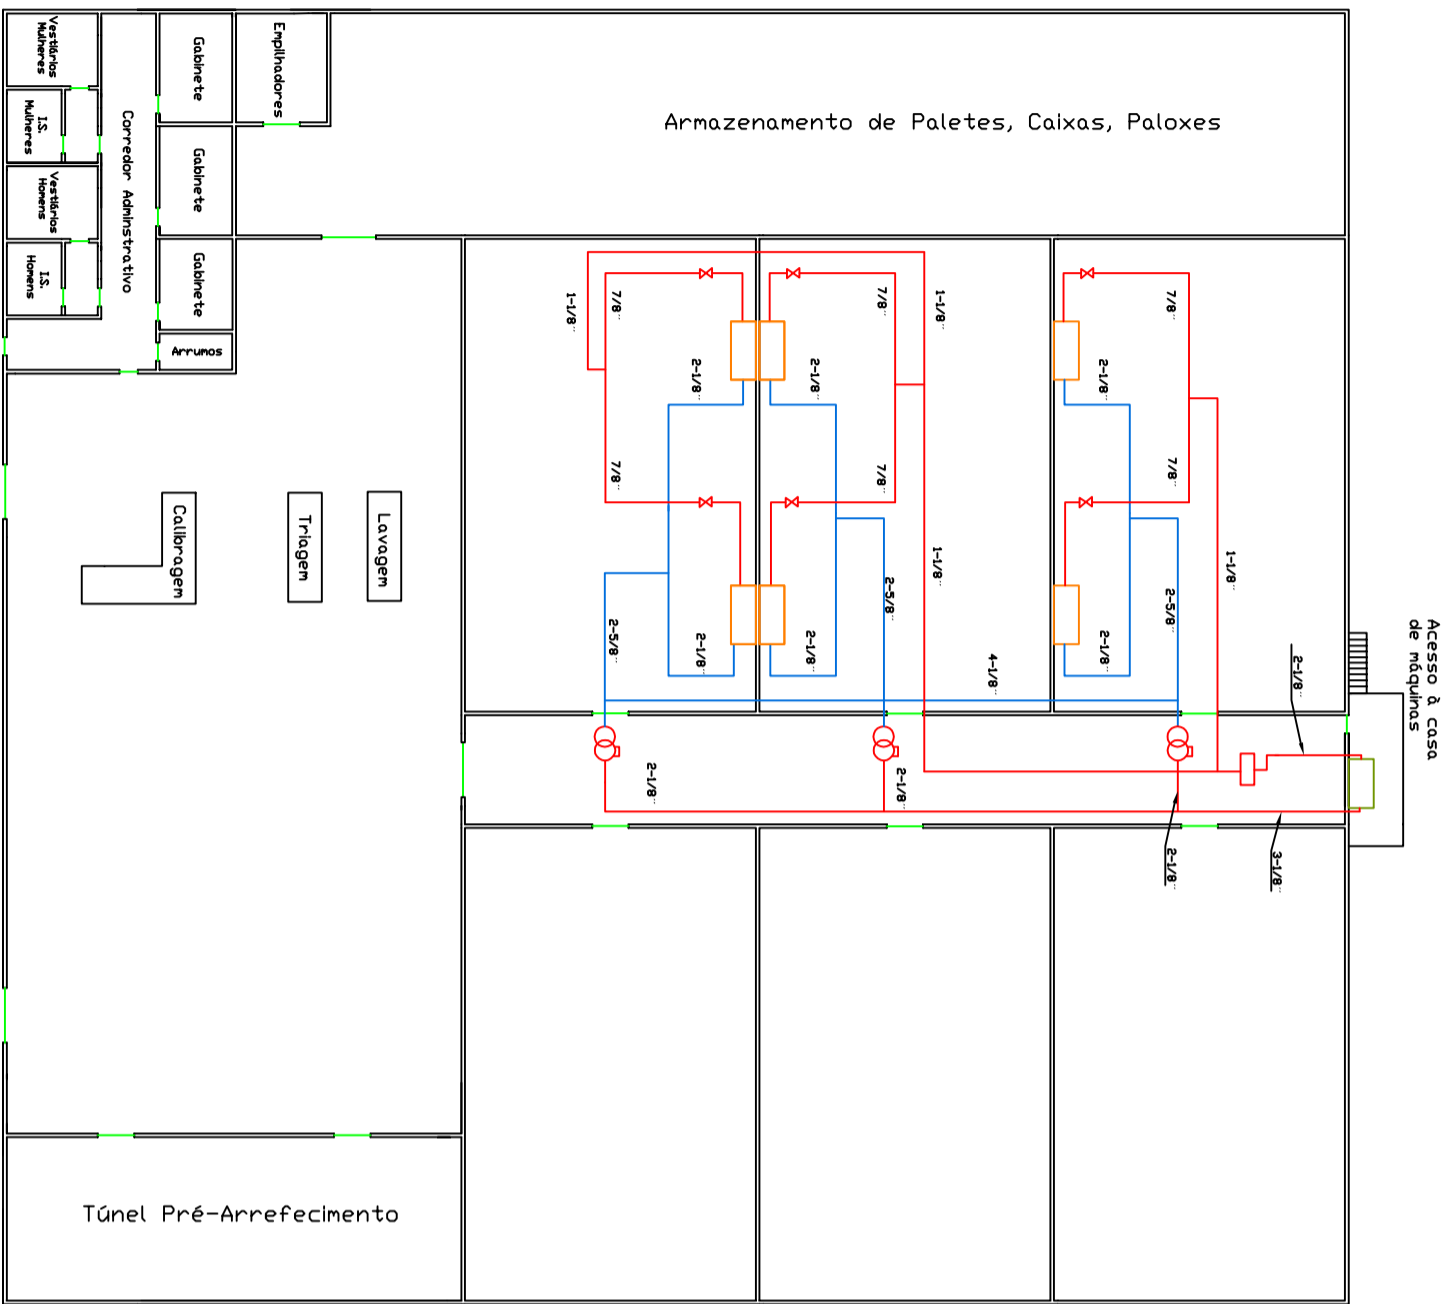 Vestiários
Mulheres
I.S.
Mulheres
Vestiários
Homens
I.S.
Homens
Corredor Adminstrativo
Gabinete
Gabinete
Gabinete
Arrumos
Empilhadores
Armazenamento de Paletes, Caixas, Paloxes
Acesso à casa
de máquinas
1-1/8''
7/8''
7/8''
2-1/8''
2-1/8''
2-5/8''
7/8''
7/8''
2-1/8''
2-1/8''
2-5/8''
1-1/8''
1-1/8''
4-1/8''
7/8''
7/8''
2-1/8''
2-1/8''
2-5/8''
1-1/8''
2-1/8''
2-1/8''
2-1/8''
2-1/8''
3-1/8''
Calibragem
Triagem
Lavagem
Túnel Pré-Arrefecimento